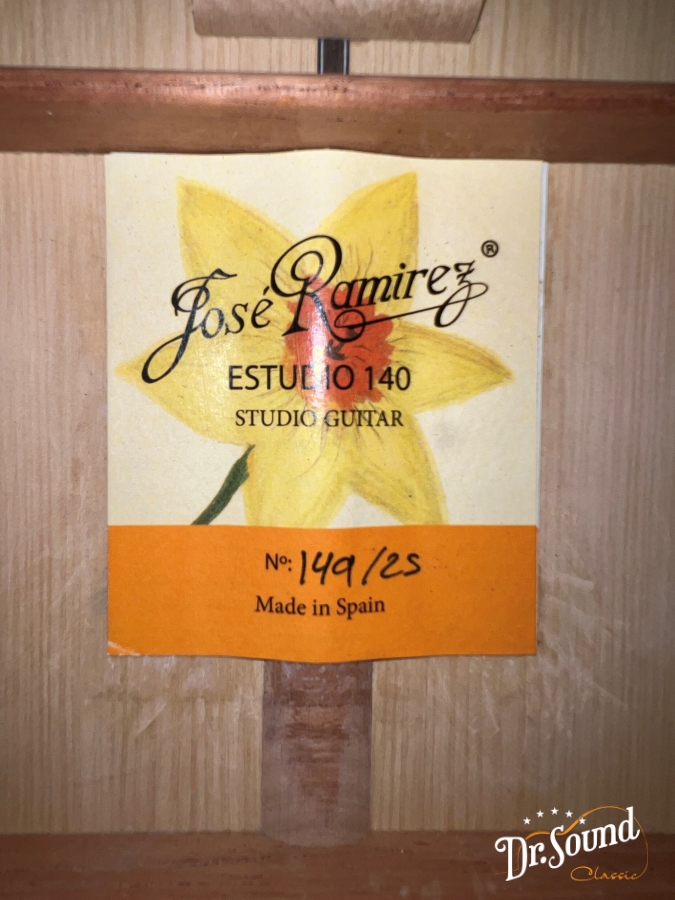 José Ramirez®
ESTUDIO 140
STUDIO GUITAR
Nº: 149/25
Made in Spain
Dr. Sound
Classic